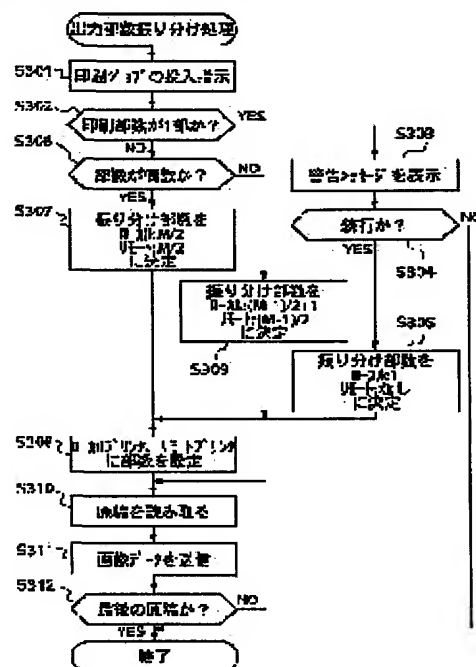 出力部数振り分け処理
S301
印刷ジョブの投入指示
S302
印刷部数が1部か？
YES
NO
S306
部数が偶数か？
NO
YES
S307
振り分け部数を
ローカル:M/2
リモート:M/2
に決定
S303
警告メッセージを表示
続行か？
NO
YES
S304
振り分け部数を
ローカル:(M-1)/2+1
リモート:(M-1)/2
に決定
S309
S305
振り分け部数を
ローカル:1
リモート:なし
に決定
S308
ローカルプリンタ、リモートプリンタ
に部数を設定
S310
原稿を読み取る
S311
画像データを送信
S312
最後の原稿か？
NO
YES
終了